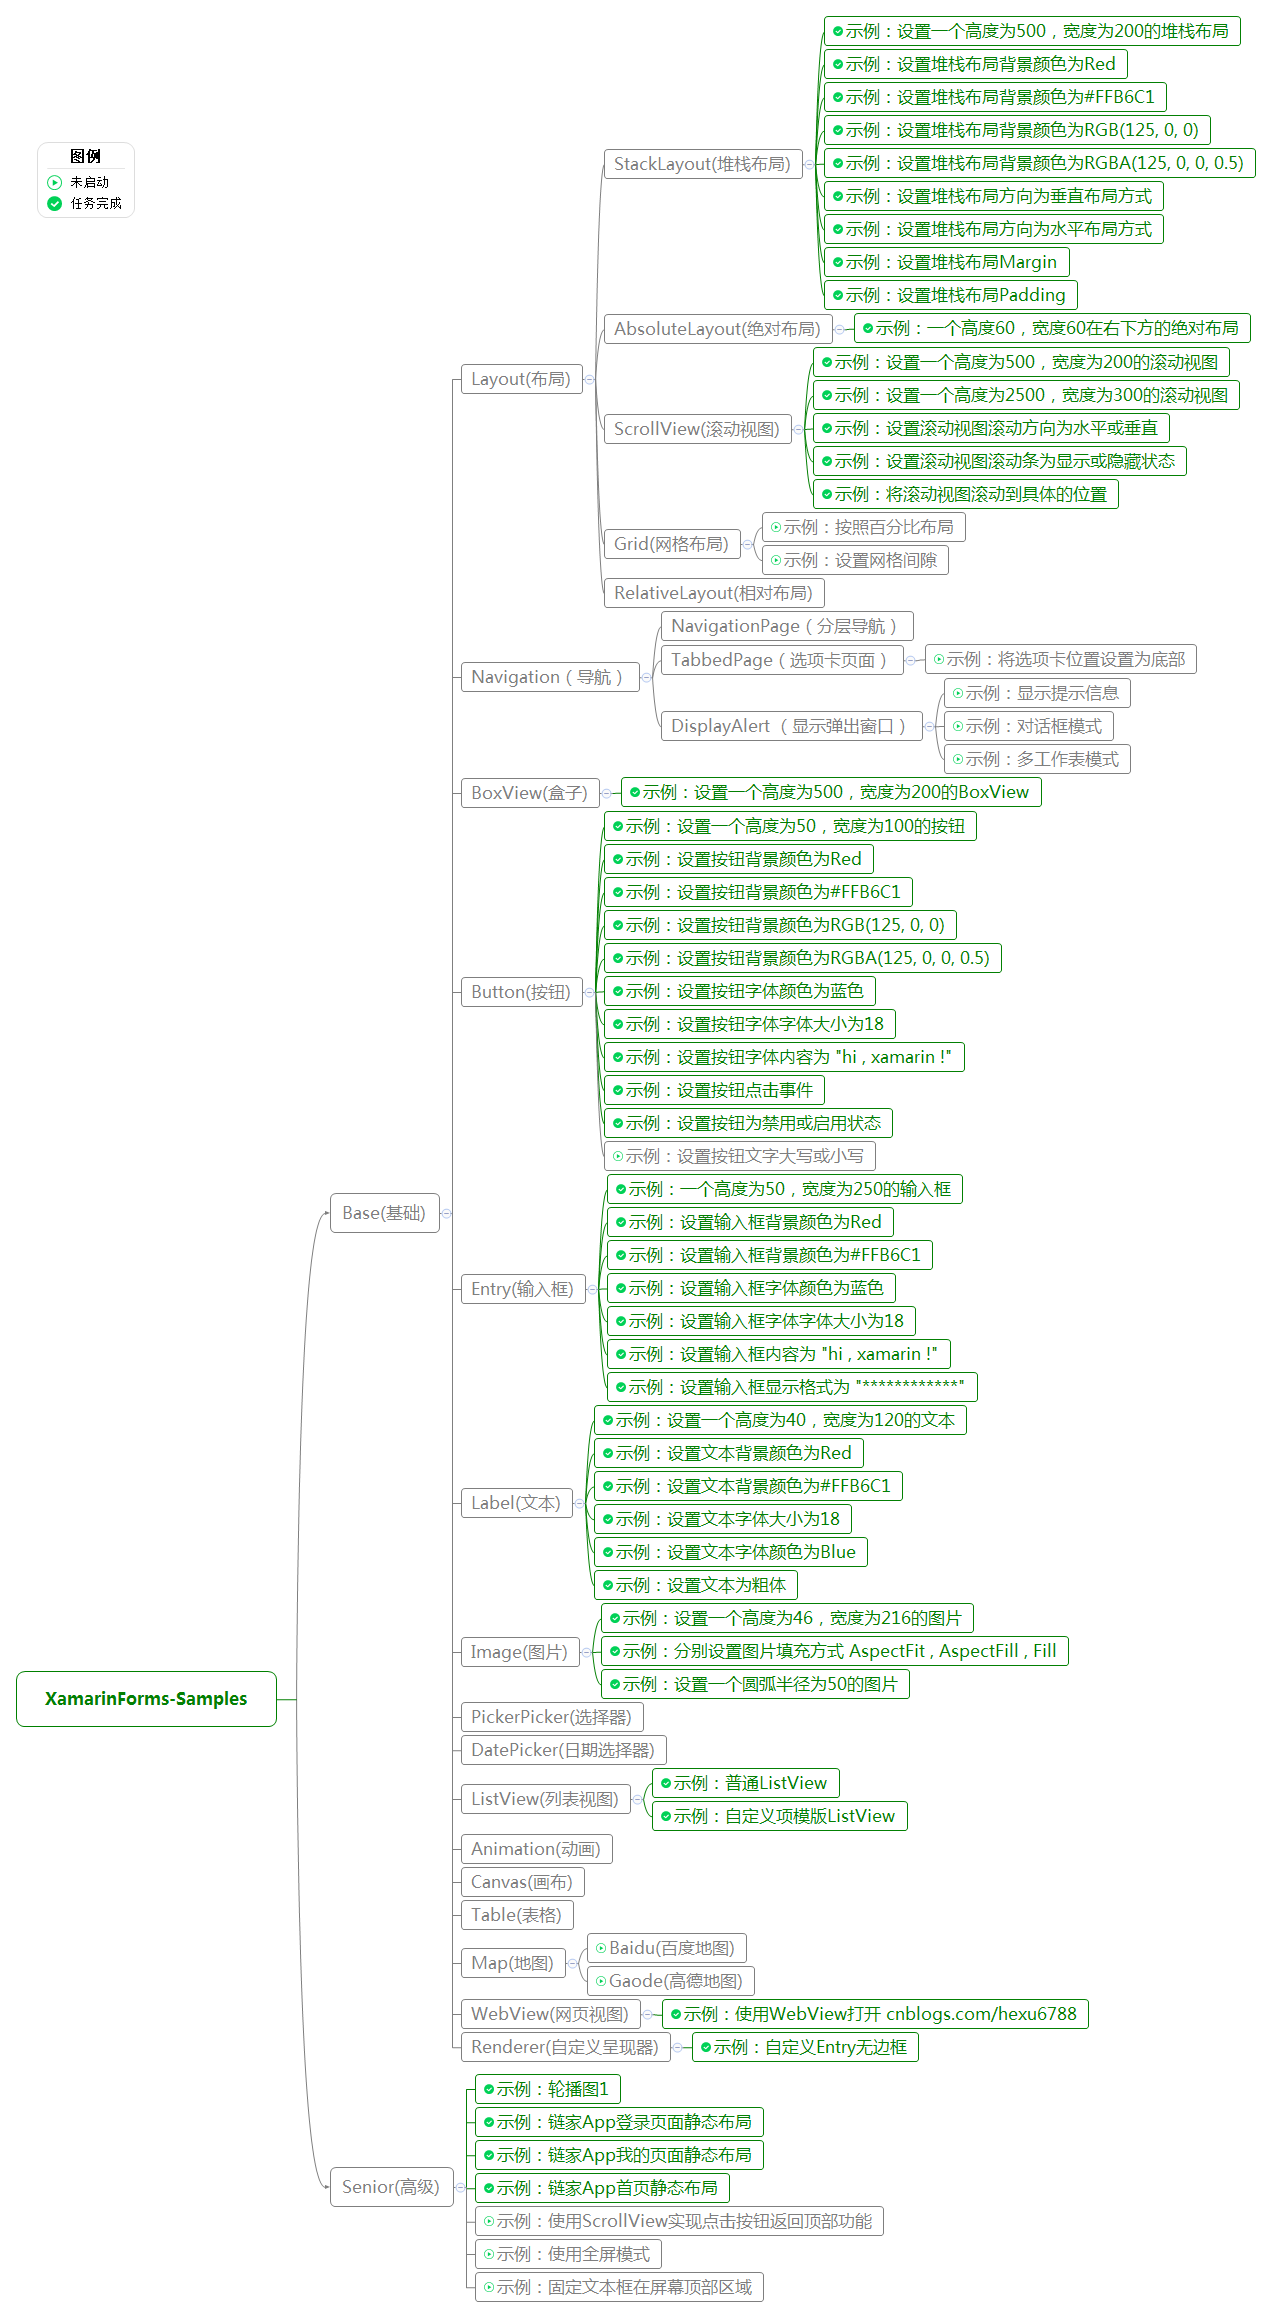 图例
未启动
任务完成
XamarinForms-Samples
Base(基础)
Layout(布局)
StackLayout(堆栈布局)
示例：设置一个高度为500，宽度为200的堆栈布局
示例：设置堆栈布局背景颜色为Red
示例：设置堆栈布局背景颜色为#FFB6C1
示例：设置堆栈布局背景颜色为RGB(125, 0, 0)
示例：设置堆栈布局背景颜色为RGBA(125, 0, 0, 0.5)
示例：设置堆栈布局方向为垂直布局方式
示例：设置堆栈布局方向为水平布局方式
示例：设置堆栈布局Margin
示例：设置堆栈布局Padding
AbsoluteLayout(绝对布局)
示例：一个高度60，宽度60在右下方的绝对布局
ScrollView(滚动视图)
示例：设置一个高度为500，宽度为200的滚动视图
示例：设置一个高度为2500，宽度为300的滚动视图
示例：设置滚动视图滚动方向为水平或垂直
示例：设置滚动视图滚动条为显示或隐藏状态
示例：将滚动视图滚动到具体的位置
Grid(网格布局)
示例：按照百分比布局
示例：设置网格间隙
RelativeLayout(相对布局)
Navigation（导航）
NavigationPage（分层导航）
TabbedPage（选项卡页面）
示例：将选项卡位置设置为底部
DisplayAlert （显示弹出窗口）
示例：显示提示信息
示例：对话框模式
示例：多工作表模式
BoxView(盒子)
示例：设置一个高度为500，宽度为200的BoxView
Button(按钮)
示例：设置一个高度为50，宽度为100的按钮
示例：设置按钮背景颜色为Red
示例：设置按钮背景颜色为#FFB6C1
示例：设置按钮背景颜色为RGB(125, 0, 0)
示例：设置按钮背景颜色为RGBA(125, 0, 0, 0.5)
示例：设置按钮字体颜色为蓝色
示例：设置按钮字体字体大小为18
示例：设置按钮字体内容为 "hi , xamarin !"
示例：设置按钮点击事件
示例：设置按钮为禁用或启用状态
示例：设置按钮文字大写或小写
Entry(输入框)
示例：一个高度为50，宽度为250的输入框
示例：设置输入框背景颜色为Red
示例：设置输入框背景颜色为#FFB6C1
示例：设置输入框字体颜色为蓝色
示例：设置输入框字体字体大小为18
示例：设置输入框内容为 "hi , xamarin !"
示例：设置输入框显示格式为 "************"
Label(文本)
示例：设置一个高度为40，宽度为120的文本
示例：设置文本背景颜色为Red
示例：设置文本背景颜色为#FFB6C1
示例：设置文本字体大小为18
示例：设置文本字体颜色为Blue
示例：设置文本为粗体
Image(图片)
示例：设置一个高度为46，宽度为216的图片
示例：分别设置图片填充方式 AspectFit , AspectFill , Fill
示例：设置一个圆弧半径为50的图片
PickerPicker(选择器)
DatePicker(日期选择器)
ListView(列表视图)
示例：普通ListView
示例：自定义项模版ListView
Animation(动画)
Canvas(画布)
Table(表格)
Map(地图)
Baidu(百度地图)
Gaode(高德地图)
WebView(网页视图)
示例：使用WebView打开 cnblogs.com/hexu6788
Renderer(自定义呈现器)
示例：自定义Entry无边框
Senior(高级)
示例：轮播图1
示例：链家App登录页面静态布局
示例：链家App我的页面静态布局
示例：链家App首页静态布局
示例：使用ScrollView实现点击按钮返回顶部功能
示例：使用全屏模式
示例：固定文本框在屏幕顶部区域